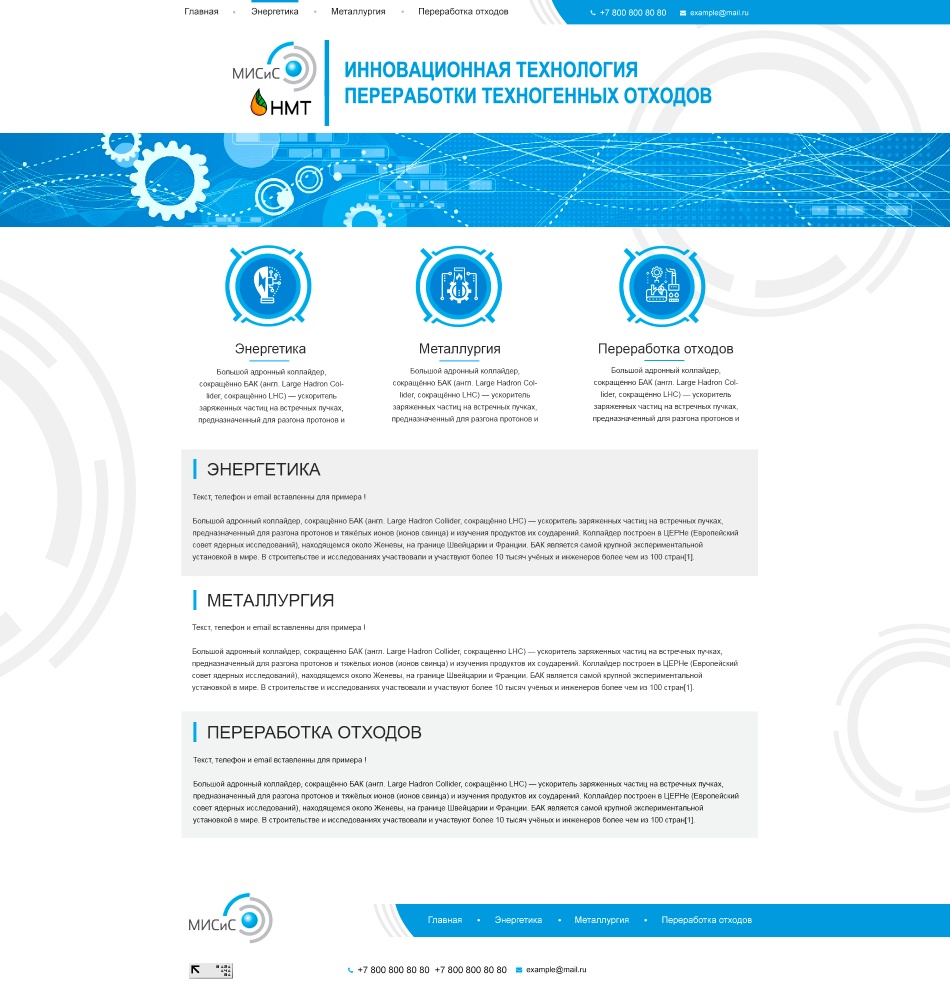 Главная • Энергетика • Металлургия • Переработка отходов
+7 800 800 80 80 example@mail.ru
МИСиС
НМТ
ИННОВАЦИОННАЯ ТЕХНОЛОГИЯ
ПЕРЕРАБОТКИ ТЕХНОГЕННЫХ ОТХОДОВ
Энергетика
Большой адронный коллайдер,
сокращённо БАК (англ. Large Hadron Col-
lider, сокращённо LHC) — ускоритель
заряженных частиц на встречных пучках,
предназначенный для разгона протонов и
Металлургия
Большой адронный коллайдер,
сокращённо БАК (англ. Large Hadron Col-
lider, сокращённо LHC) — ускоритель
заряженных частиц на встречных пучках,
предназначенный для разгона протонов и
Переработка отходов
Большой адронный коллайдер,
сокращённо БАК (англ. Large Hadron Col-
lider, сокращённо LHC) — ускоритель
заряженных частиц на встречных пучках,
предназначенный для разгона протонов и
ЭНЕРГЕТИКА
Текст, телефон и email вставленны для примера !
Большой адронный коллайдер, сокращённо БАК (англ. Large Hadron Collider, сокращённо LHC) — ускоритель заряженных частиц на встречных пучках,
предназначенный для разгона протонов и тяжёлых ионов (ионов свинца) и изучения продуктов их соударений. Коллайдер построен в ЦЕРНе (Европейский
совет ядерных исследований), находящемся около Женевы, на границе Швейцарии и Франции. БАК является самой крупной экспериментальной
установкой в мире. В строительстве и исследованиях участвовали и участвуют более 10 тысяч учёных и инженеров более чем из 100 стран[1].
МЕТАЛЛУРГИЯ
Текст, телефон и email вставленны для примера !
Большой адронный коллайдер, сокращённо БАК (англ. Large Hadron Collider, сокращённо LHC) — ускоритель заряженных частиц на встречных пучках,
предназначенный для разгона протонов и тяжёлых ионов (ионов свинца) и изучения продуктов их соударений. Коллайдер построен в ЦЕРНе (Европейский
совет ядерных исследований), находящемся около Женевы, на границе Швейцарии и Франции. БАК является самой крупной экспериментальной
установкой в мире. В строительстве и исследованиях участвовали и участвуют более 10 тысяч учёных и инженеров более чем из 100 стран[1].
ПЕРЕРАБОТКА ОТХОДОВ
Текст, телефон и email вставленны для примера !
Большой адронный коллайдер, сокращённо БАК (англ. Large Hadron Collider, сокращённо LHC) — ускоритель заряженных частиц на встречных пучках,
предназначенный для разгона протонов и тяжёлых ионов (ионов свинца) и изучения продуктов их соударений. Коллайдер построен в ЦЕРНе (Европейский
совет ядерных исследований), находящемся около Женевы, на границе Швейцарии и Франции. БАК является самой крупной экспериментальной
установкой в мире. В строительстве и исследованиях участвовали и участвуют более 10 тысяч учёных и инженеров более чем из 100 стран[1].
МИСиС
Главная • Энергетика • Металлургия • Переработка отходов
+7 800 800 80 80 +7 800 800 80 80 example@mail.ru